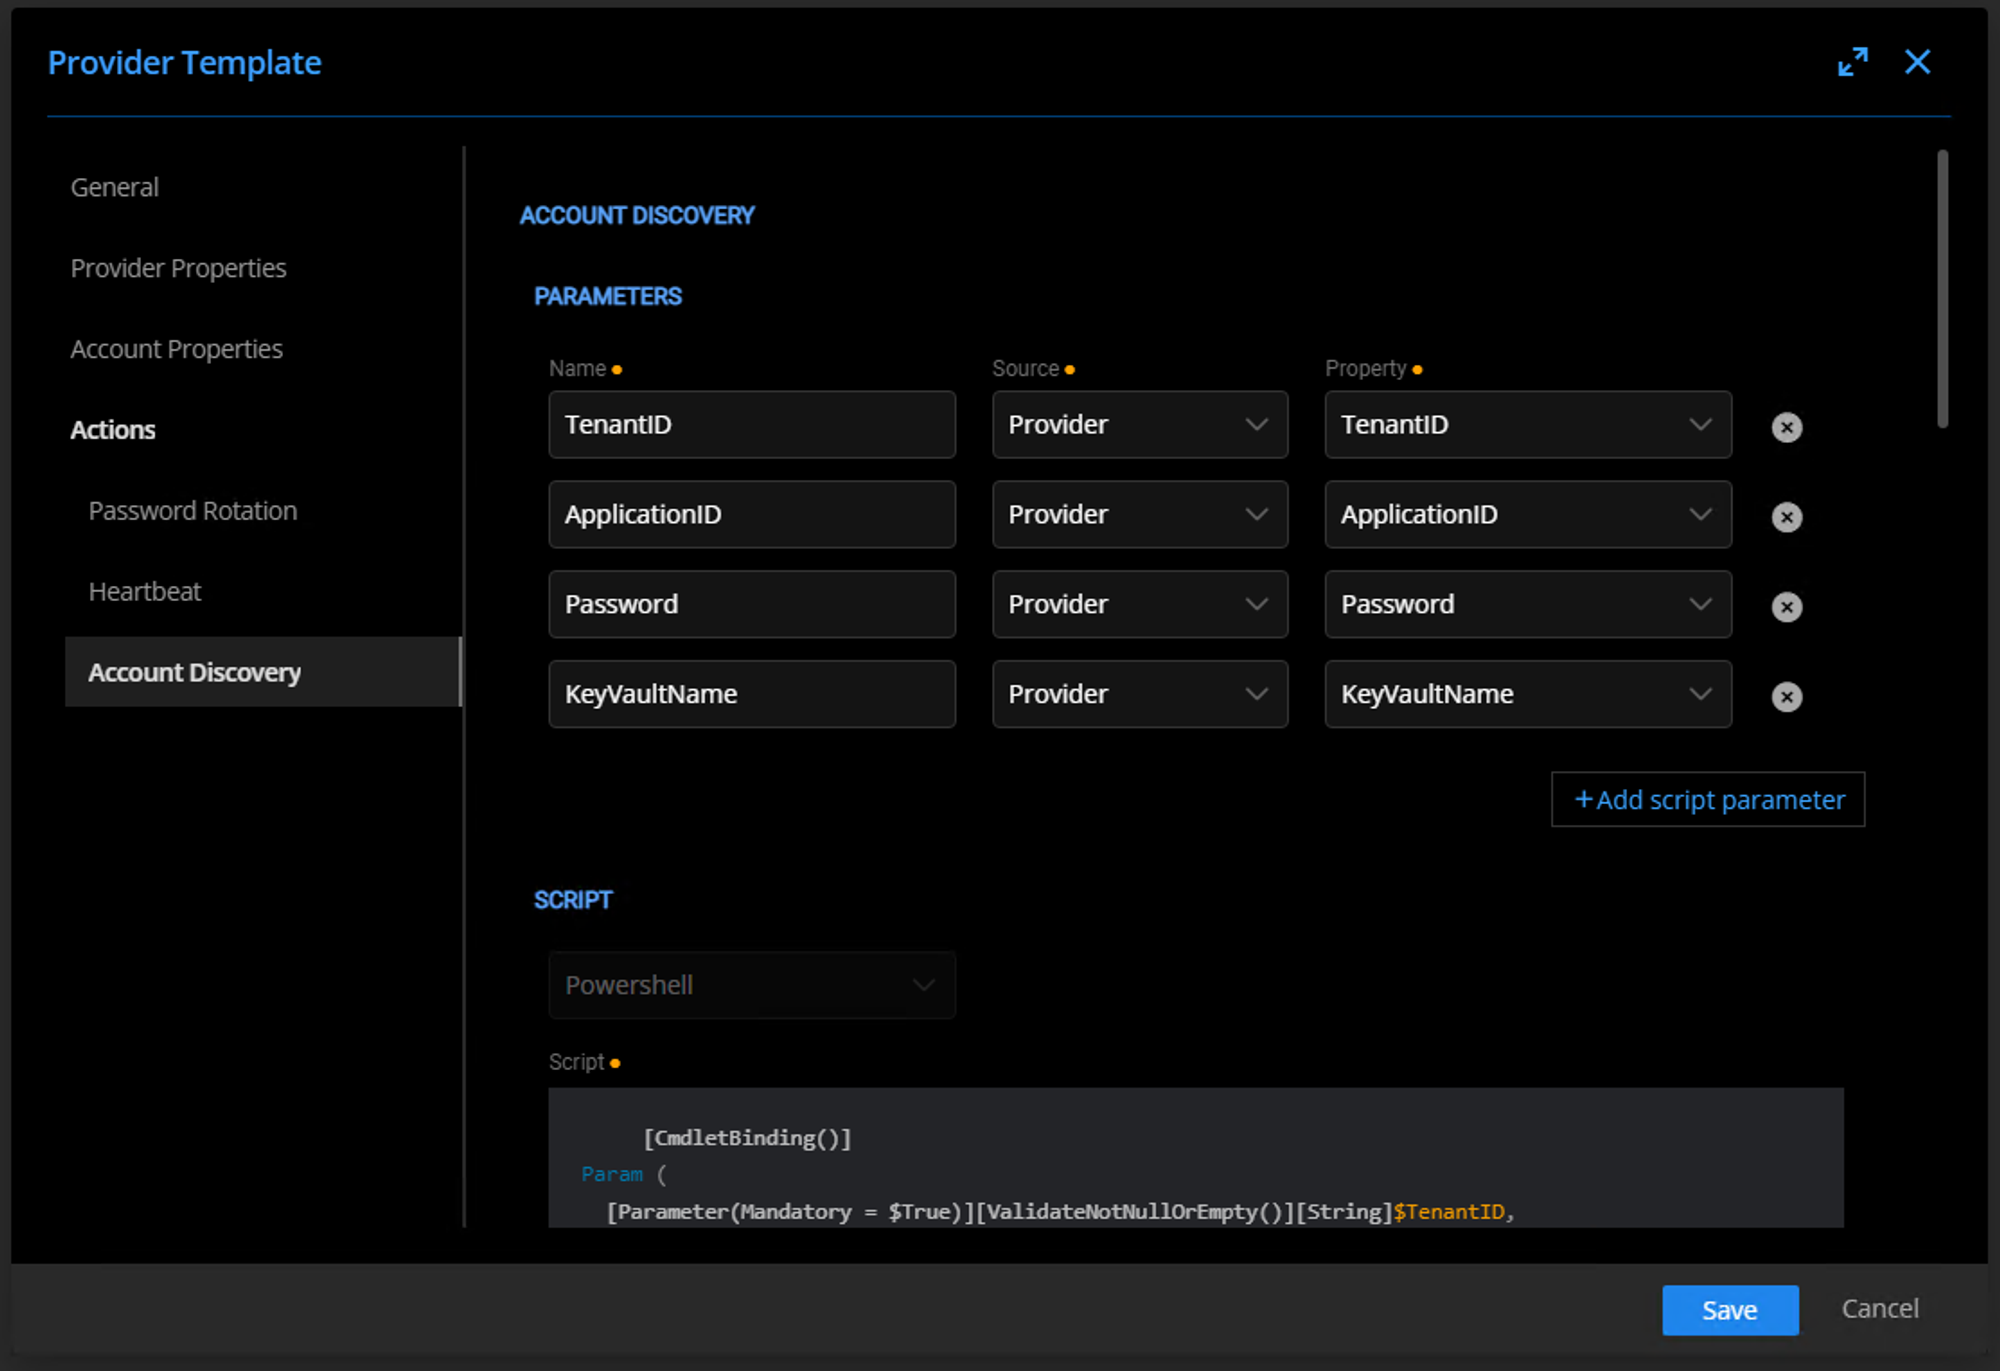 Provider Template
General
Provider Properties
Account Properties
Actions
Password Rotation
Heartbeat
Account Discovery
ACCOUNT DISCOVERY
PARAMETERS
Name Source Property
TenantID Provider TenantID
ApplicationID Provider ApplicationID
Password Provider Password
KeyVaultName Provider KeyVaultName
+Add script parameter
SCRIPT
Powershell
Script
[CmdletBinding()]
Param (
[Parameter(Mandatory = $True)][ValidateNotNullOrEmpty()][String]$TenantID,
Save Cancel